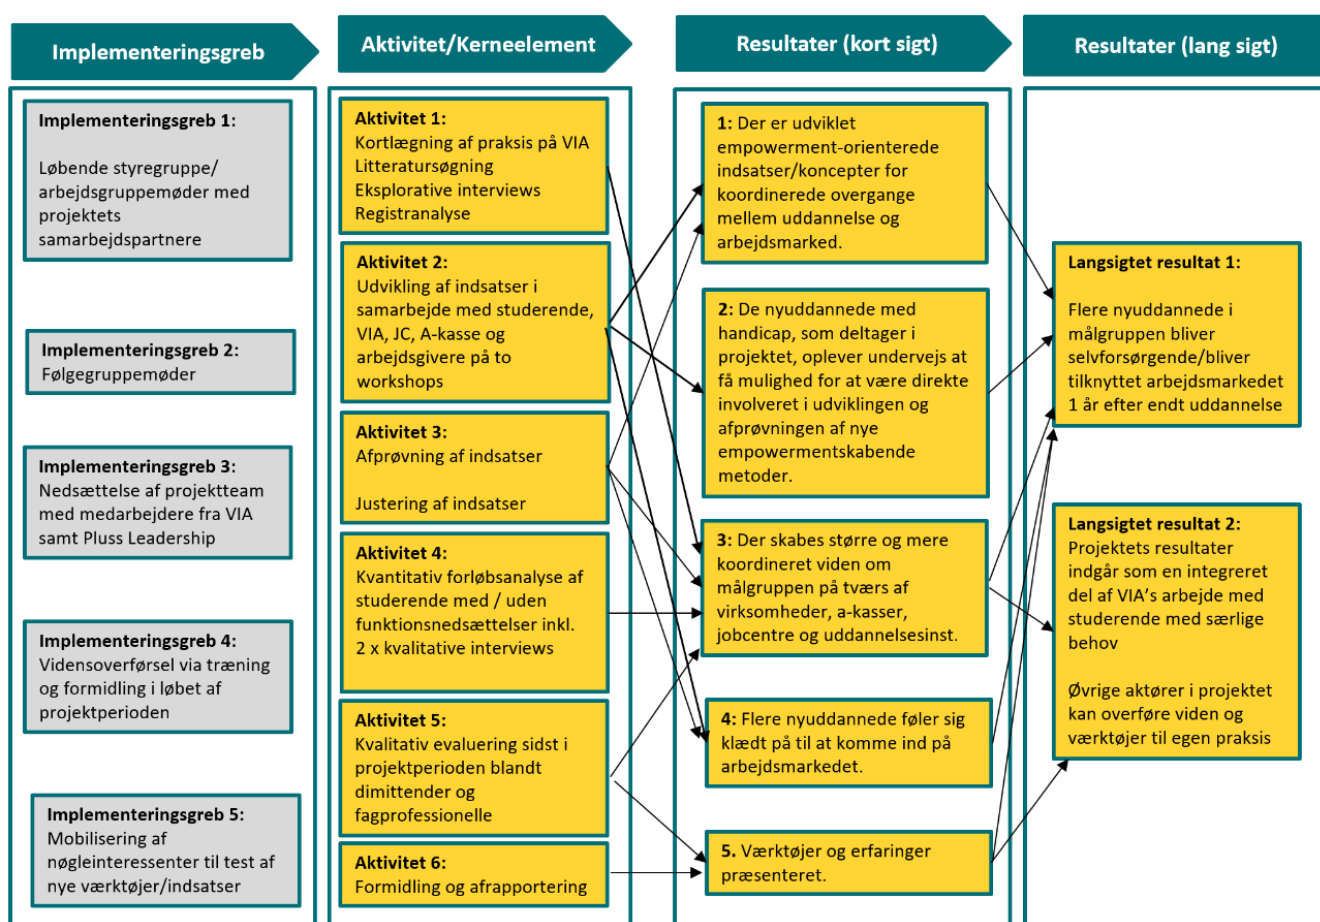 Implementeringsgreb
Aktivitet/Kerneelement
Resultater (kort sigt)
Resultater (lang sigt)
Implementeringsgreb 1:
Løbende styregruppe/
arbejdsgruppemøder med
projektets
samarbejdspartnere
Implementeringsgreb 2:
Følgegruppemøder
Implementeringsgreb 3:
Nedsættelse af projektteam
med medarbejdere fra VIA
samt Pluss Leadership
Implementeringsgreb 4:
Vidensoverførsel via træning
og formidling i løbet af
projektperioden
Implementeringsgreb 5:
Mobilisering af
nøgleinteressenter til test af
nye værktøjer/indsatser
Aktivitet 1:
Kortlægning af praksis på VIA
Litteratursøgning
Eksplorative interviews
Registranalyse
Aktivitet 2:
Udvikling af indsatser i
samarbejde med studerende,
VIA, JC, A-kasse og
arbejdsgivere på to
workshops
Aktivitet 3:
Afprøvning af indsatser
Justering af indsatser
Aktivitet 4:
Kvantitativ forløbsanalyse af
studerende med / uden
funktionsnedsættelser inkl.
2 x kvalitative interviews
Aktivitet 5:
Kvalitativ evaluering sidst i
projektperioden blandt
dimittender og
fagprofessionelle
Aktivitet 6:
Formidling og afrapportering
1: Der er udviklet
empowerment-orienterede
indsatser/koncepter for
koordinerede overgange
mellem uddannelse og
arbejdsmarked.
2: De nyuddannede med
handicap, som deltager i
projektet, oplever undervejs at
få mulighed for at være direkte
involveret i udviklingen og
afprøvningen af nye
empowermentskabende
metoder.
3: Der skabes større og mere
koordineret viden om
målgruppen på tværs af
virksomheder, a-kasser,
jobcentre og uddannelsesinst.
4: Flere nyuddannede føler sig
klædt på til at komme ind på
arbejdsmarkedet.
5. Værktøjer og erfaringer
præsenteret.
Langsigtet resultat 1:
Flere nyuddannede i
målgruppen bliver
selvforsørgende/bliver
tilknyttet arbejdsmarkedet
1 år efter endt uddannelse
Langsigtet resultat 2:
Projektets resultater
indgår som en integreret
del af VIA's arbejde med
studerende med særlige
behov
Øvrige aktører i projektet
kan overføre viden og
værktøjer til egen praksis